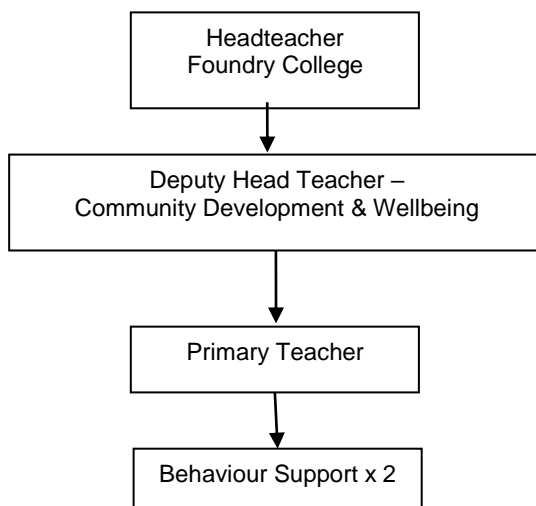 Headteacher
Foundry College
Deputy Head Teacher –
Community Development & Wellbeing
Primary Teacher
Behaviour Support x 2